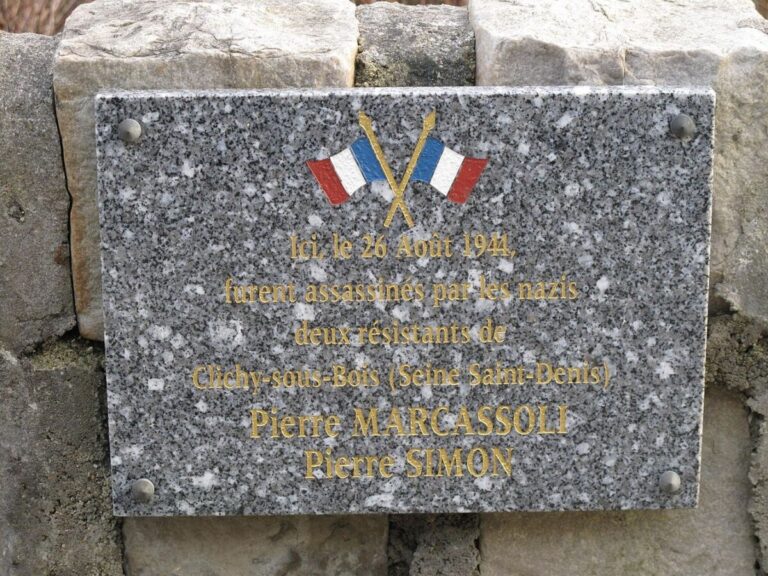 Ici, le 26 Août 1944,
furent assassinés par les nazis
deux résistants de
Clichy-sous-Bois (Seine Saint-Denis)
Pierre MARCASSOLI
Pierre SIMON